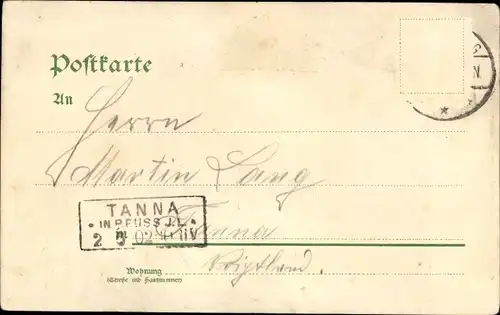 Postkarte
An
Herrn
Martin Lang
TANNA
IN REUSS J.L.
Tanna
Wohnung
(Straße und Hausnummer)
Voigtland.